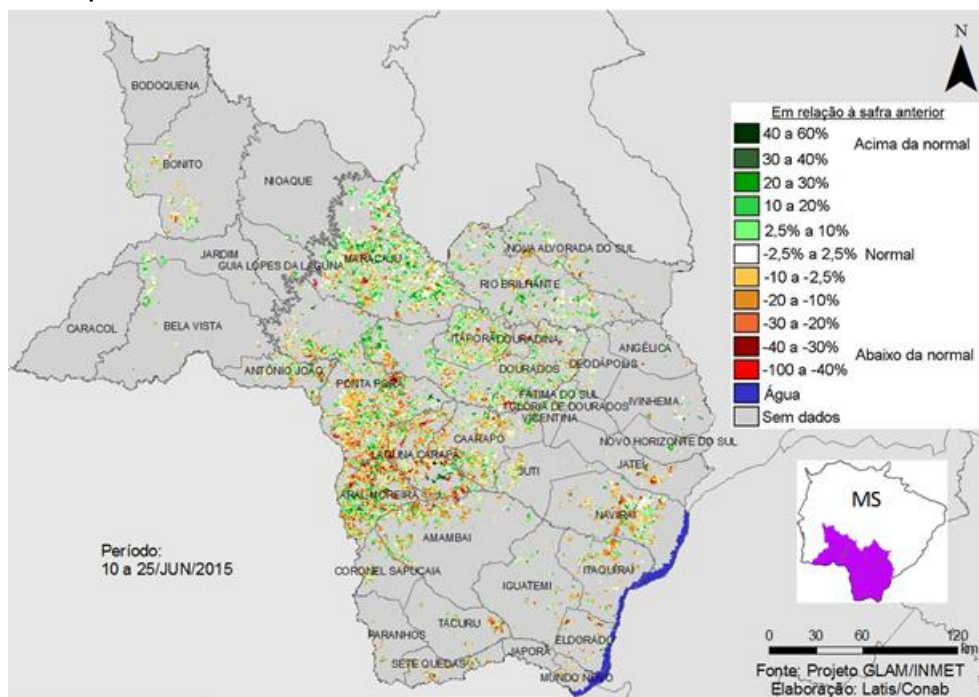 N
BODOQUENA
BONITO
NIOAQUE
JARDIM
GUIA LOPES DA LAGUNA
MARACAJU
NOVA ALVORADA DO SUL
RIO BRILHANTE
CARACOL
BELA VISTA
ANTÔNIO JOÃO
PONTA PORÃ
ITAPORÃ
DOURADINA
DOURADOS
DEODÁPOLIS
ANGÉLICA
FÁTIMA DO SUL
GLÓRIA DE DOURADOS
VICENTINA
IVINHEMA
CAARAPÓ
LAGUNA CARAPÃ
JUTI
NOVO HORIZONTE DO SUL
JATEÍ
ARAL MOREIRA
NAVIRAÍ
AMAMBAI
CORONEL SAPUCAIA
IGUATEMI
ITAQUIRAÍ
TACURU
PARANHOS
ELDORADO
SETE QUEDAS
JAPORÃ
MUNDO NOVO
Em relação à safra anterior
40 a 60% Acima da normal
30 a 40%
20 a 30%
10 a 20%
2,5% a 10%
-2,5% a 2,5% Normal
-10 a -2,5%
-20 a -10%
-30 a -20%
-40 a -30%
-100 a -40% Abaixo da normal
Água
Sem dados
MS
Período:
10 a 25/JUN/2015
0 30 60 120
km
Fonte: Projeto GLAM/INMET
Elaboração: Latis/Conab